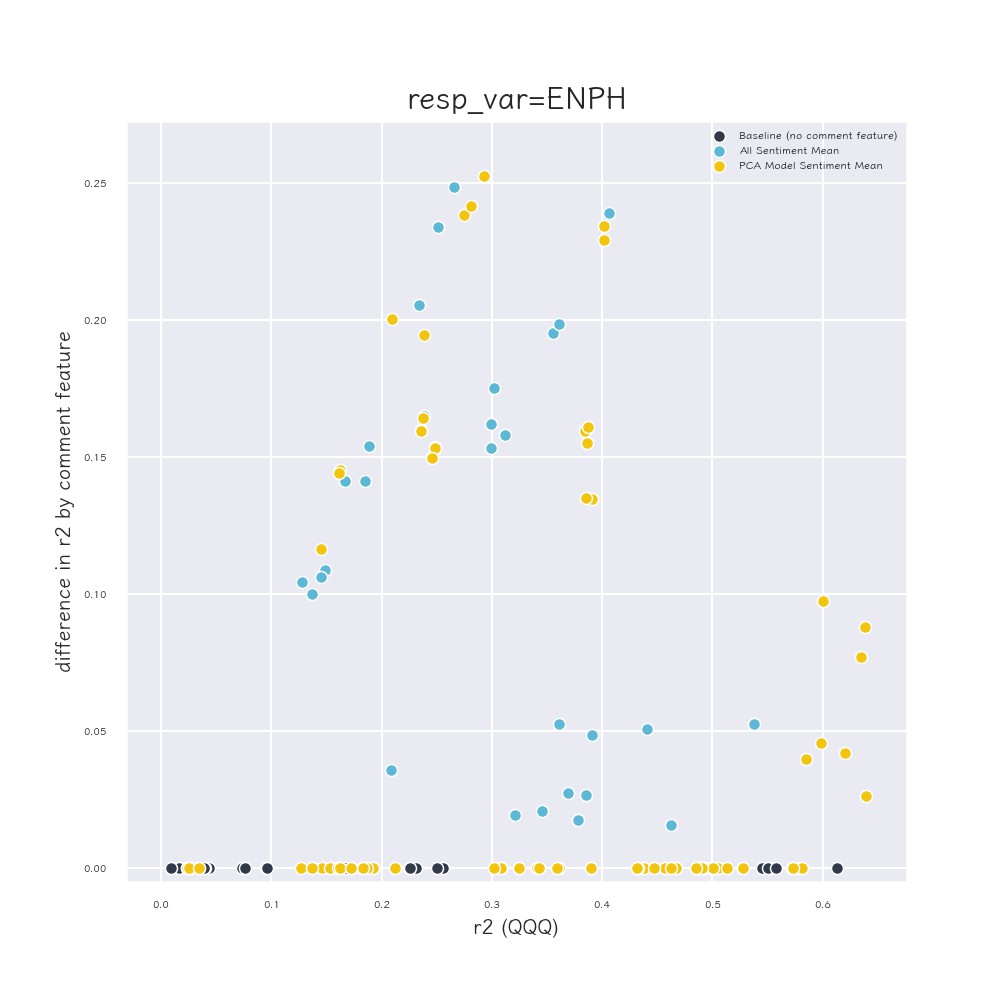 resp_var=ENPH
Baseline (no comment feature)
All Sentiment Mean
PCA Model Sentiment Mean
difference in r2 by comment feature
0.25
0.20
0.15
0.10
0.05
0.00
0.0 0.1 0.2 0.3 0.4 0.5 0.6
r2 (QQQ)